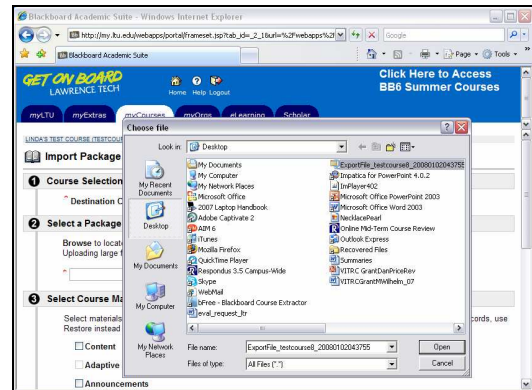 Blackboard Academic Suite - Windows Internet Explorer
http://my.ltu.edu/webapps/portal/frameset.jsp?tab_id=_2_1&url=%2Fwebapps%2
Google
Blackboard Academic Suite
Page
Tools
GET ON BOARD
LAWRENCE TECH
Home Help Logout
Click Here to Access
BB6 Summer Courses
myLTU myExtras myCourses myOrgs eLearning Scholar
LINDA'S TEST COURSE (TESTCOUR
Import Package
1 Course Selection
* Destination C
2 Select a Package
Browse to locat
Uploading large f
*
3 Select Course Ma
Select materials
Restore instead
cords, use
Content
Adaptive
Announcements
Choose file
Look in: Desktop
My Recent
Documents
Desktop
My Documents
My Computer
My Network
Places
My Documents
My Computer
My Network Places
Microsoft Office
2007 Laptop Handbook
Adobe Captivate 2
AIM 6
iTunes
Mozilla Firefox
QuickTime Player
Respondus 3.5 Campus-Wide
Skype
WebMail
bFree - Blackboard Course Extractor
eval_request_ltr
ExportFile_testcourse8_20080102043755
Impatica for PowerPoint 4.0.2
ImPlayer402
Microsoft Office PowerPoint 2003
Microsoft Office Word 2003
NecklacePearl
Online Mid-Term Course Review
Outlook Express
Recovered Files
Summaries
VITRC GrantDanPriceRev
VITRCGrantMWilhelm_07
File name: ExportFile_testcourse8_20080102043755 Open
Files of type: All Files (*.*) Cancel